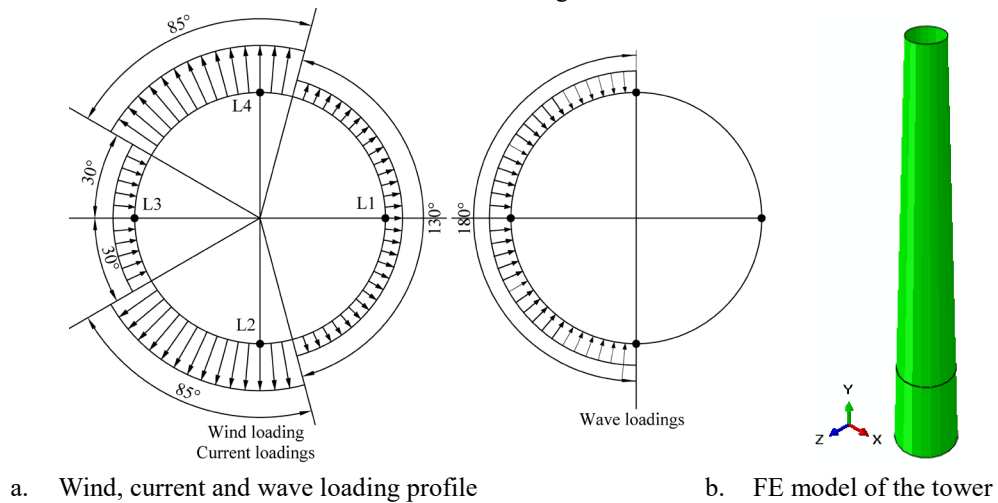 85°
L4
30°
L3
L1
130°
180°
30°
L2
85°
Wind loading
Current loadings
Wave loadings
Y
Z
X
a. Wind, current and wave loading profile
b. FE model of the tower